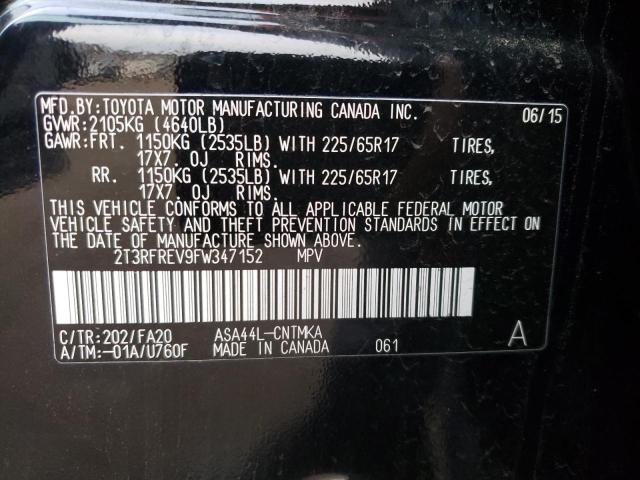 MFD.BY:TOYOTA MOTOR MANUFACTURING CANADA INC. 06/15
GVWR:2105KG (4640LB)
GAWR:FRT. 1150KG (2535LB) WITH 225/65R17 TIRES,
17X7. 0J RIMS.
RR. 1150KG (2535LB) WITH 225/65R17 TIRES,
17X7. 0J RIMS.
THIS VEHICLE CONFORMS TO ALL APPLICABLE FEDERAL MOTOR
VEHICLE SAFETY AND THEFT PREVENTION STANDARDS IN EFFECT ON
THE DATE OF MANUFACTURE SHOWN ABOVE.
2T3RFREV9FW347152 MPV
C/TR:202/FA20 ASA44L-CNTMKA
A/TM:-01A/U760F MADE IN CANADA 061 A